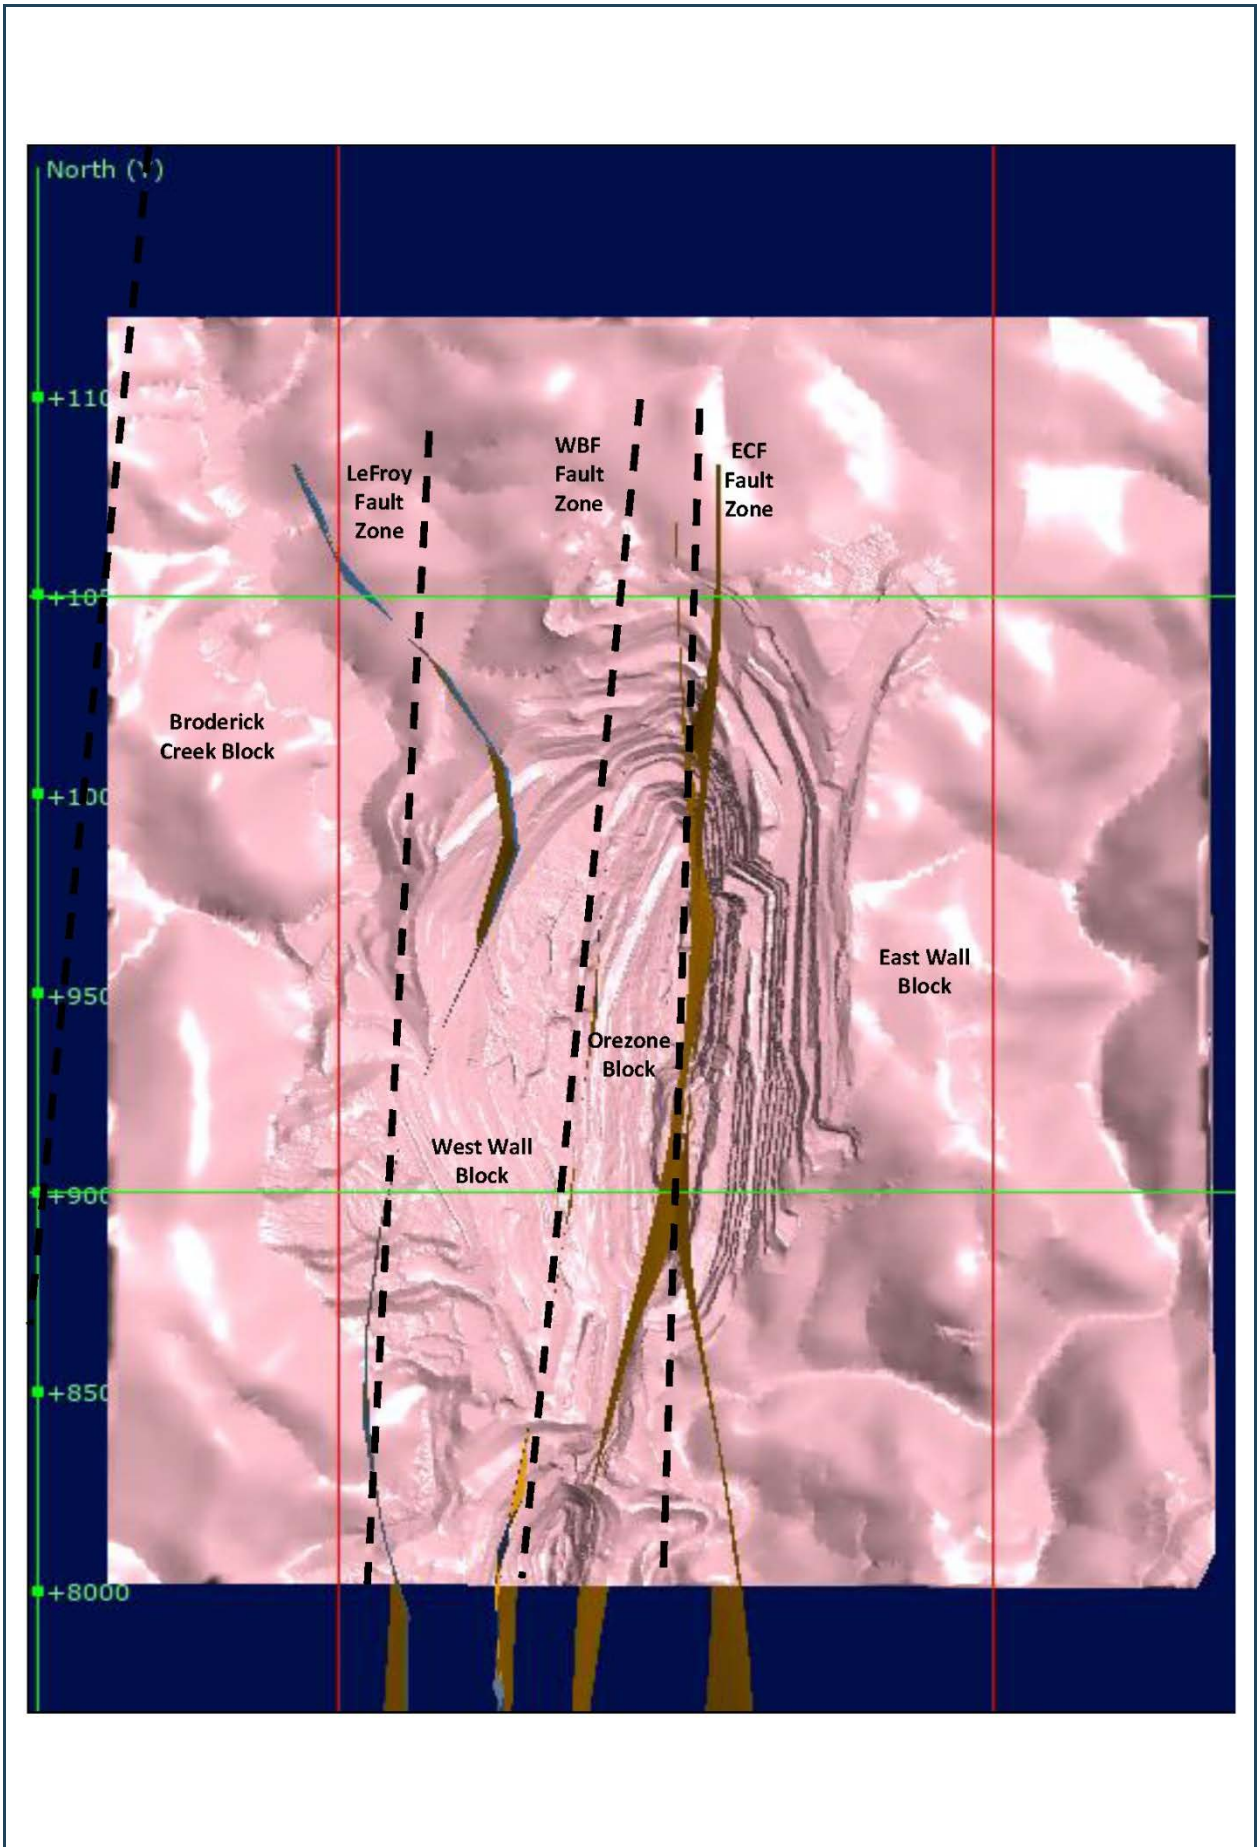 North (Y)
+110
LeFroy
Fault
Zone
WBF
Fault
Zone
ECF
Fault
Zone
+105
Broderick
Creek Block
+100
East Wall
Block
+950
Orezone
Block
West Wall
Block
+900
+850
+8000